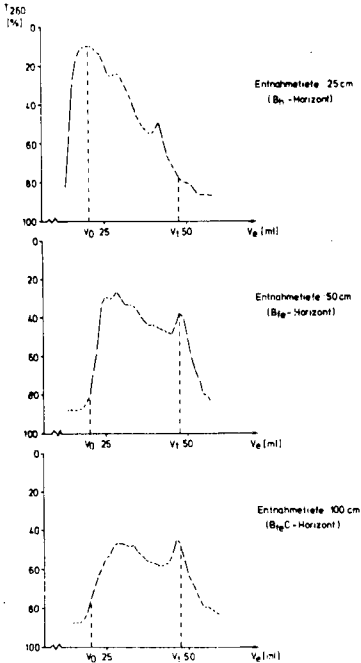 T260
[%]
0
20
40
60
80
100
V0 25 Vt 50 Ve [ml]
Entnahmetiefe 25 cm
(Bh - Horizont)
0
20
40
60
80
100
V0 25 Vt 50 Ve [ml]
Entnahmetiefe 50 cm
(Bfe - Horizont)
0
20
40
60
80
100
V0 25 Vt 50 Ve [ml]
Entnahmetiefe 100 cm
(BfeC - Horizont)